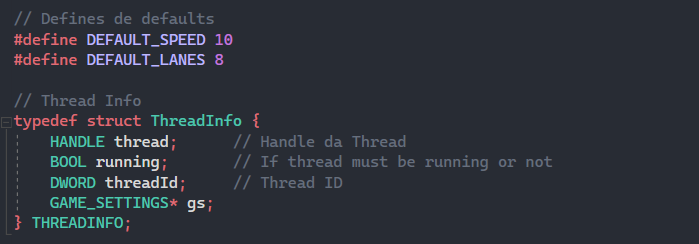 // Defines de defaults
#define DEFAULT_SPEED 10
#define DEFAULT_LANES 8
// Thread Info
typedef struct ThreadInfo {
HANDLE thread; // Handle da Thread
BOOL running; // If thread must be running or not
DWORD threadId; // Thread ID
GAME_SETTINGS* gs;
} THREADINFO;